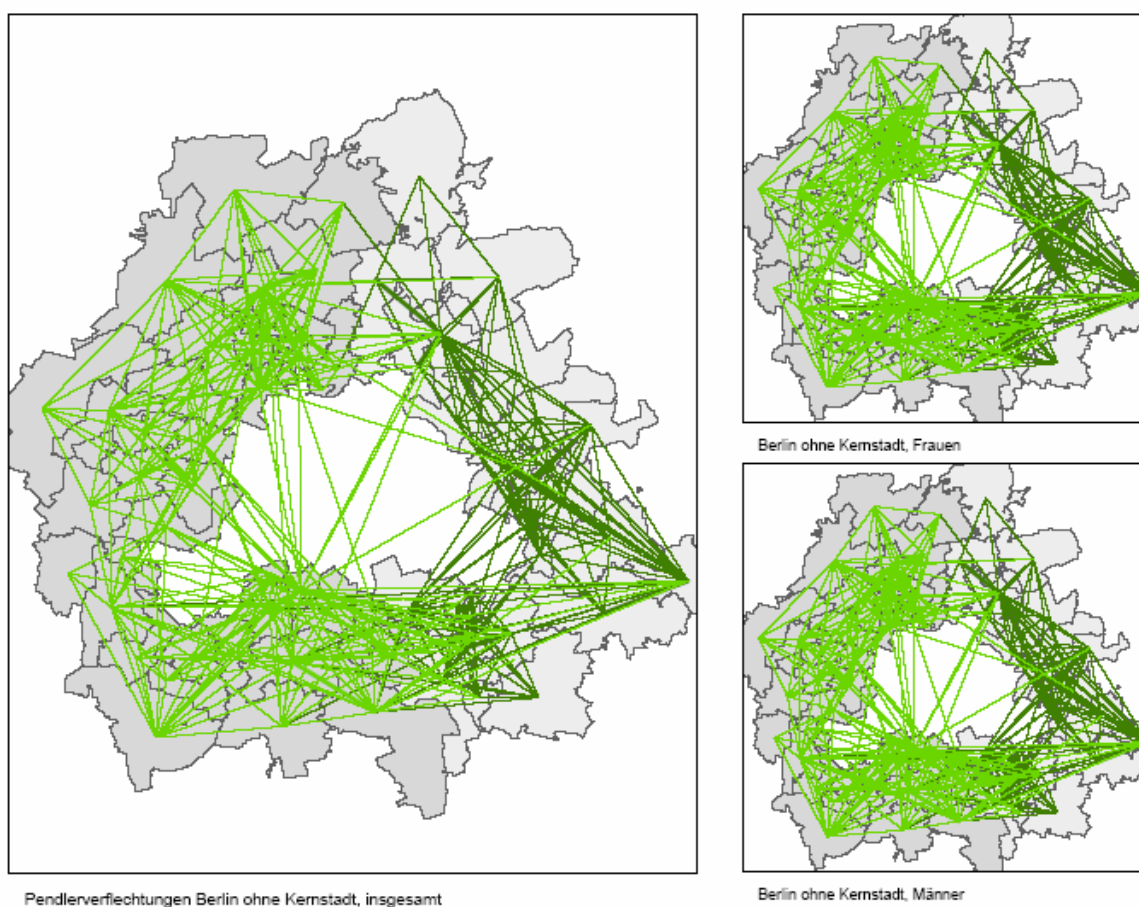 Berlin ohne Kernstadt, Frauen
Pendlerverflechtungen Berlin ohne Kernstadt, insgesamt
Berlin ohne Kernstadt, Männer